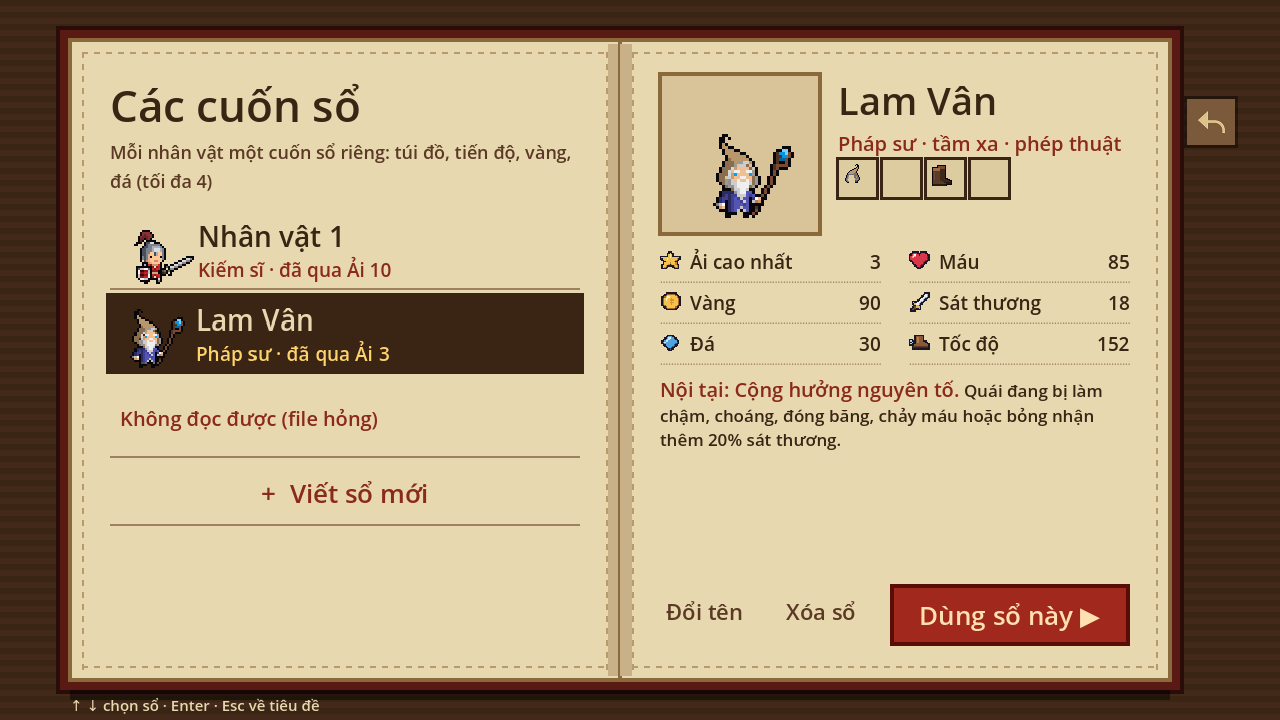 Các cuốn sổ
Mỗi nhân vật một cuốn sổ riêng: túi đồ, tiến độ, vàng,
đá (tối đa 4)
Nhân vật 1
Kiếm sĩ · đã qua Ải 10
Lam Vân
Pháp sư · đã qua Ải 3
Không đọc được (file hỏng)
+ Viết sổ mới
Lam Vân
Pháp sư · tầm xa · phép thuật
Ải cao nhất 3
Máu 85
Vàng 90
Sát thương 18
Đá 30
Tốc độ 152
Nội tại: Cộng hưởng nguyên tố. Quái đang bị làm
chậm, choáng, đóng băng, chảy máu hoặc bỏng nhận
thêm 20% sát thương.
Đổi tên
Xóa sổ
Dùng sổ này ▶
↑ ↓ chọn sổ · Enter · Esc về tiêu đề